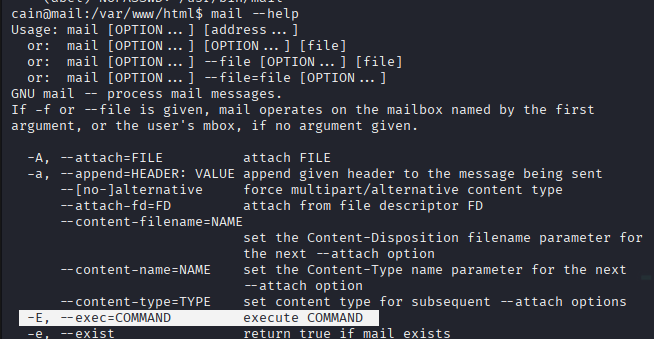 (abel) NOPASSWD: /usr/bin/mail
cain@mail:/var/www/html$ mail --help
Usage: mail [OPTION...] [address...]
  or:  mail [OPTION...] [OPTION...] [file]
  or:  mail [OPTION...] --file [OPTION...] [file]
  or:  mail [OPTION...] --file=file [OPTION...]
GNU mail -- process mail messages.
If -f or --file is given, mail operates on the mailbox named by the first
argument, or the user's mbox, if no argument given.
  -A, --attach=FILE          attach FILE
  -a, --append=HEADER: VALUE append given header to the message being sent
      --[no-]alternative     force multipart/alternative content type
      --attach-fd=FD         attach from file descriptor FD
      --content-filename=NAME
                             set the Content-Disposition filename parameter for
                             the next --attach option
      --content-name=NAME    set the Content-Type name parameter for the next
                             --attach option
      --content-type=TYPE    set content type for subsequent --attach options
  -E, --exec=COMMAND         execute COMMAND
  -e, --exist                return true if mail exists